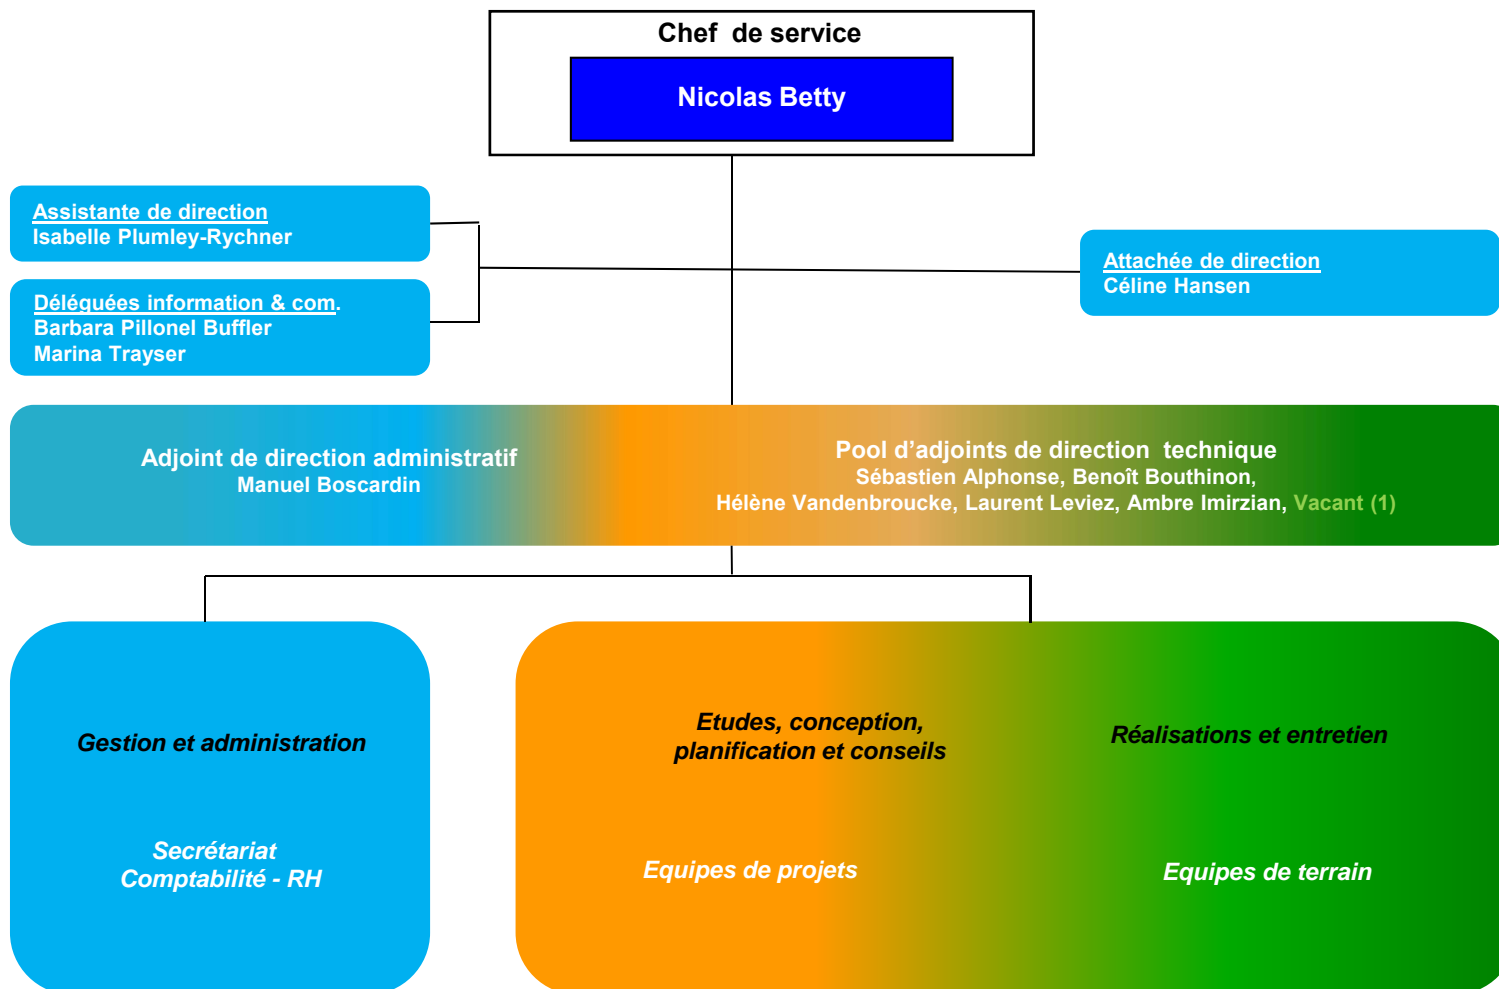 Chef de service
Nicolas Betty
Assistante de direction
Isabelle Plumley-Rychner
Déléguées information & com.
Barbara Pillonel Buffler
Marina Trayser
Attachée de direction
Céline Hansen
Adjoint de direction administratif
Manuel Boscardin
Pool d’adjoints de direction technique
Sébastien Alphonse, Benoît Bouthinon,
Hélène Vandenbroucke, Laurent Leviez, Ambre Imirzian, Vacant (1)
Gestion et administration
Secrétariat
Comptabilité - RH
Etudes, conception,
planification et conseils
Equipes de projets
Réalisations et entretien
Equipes de terrain